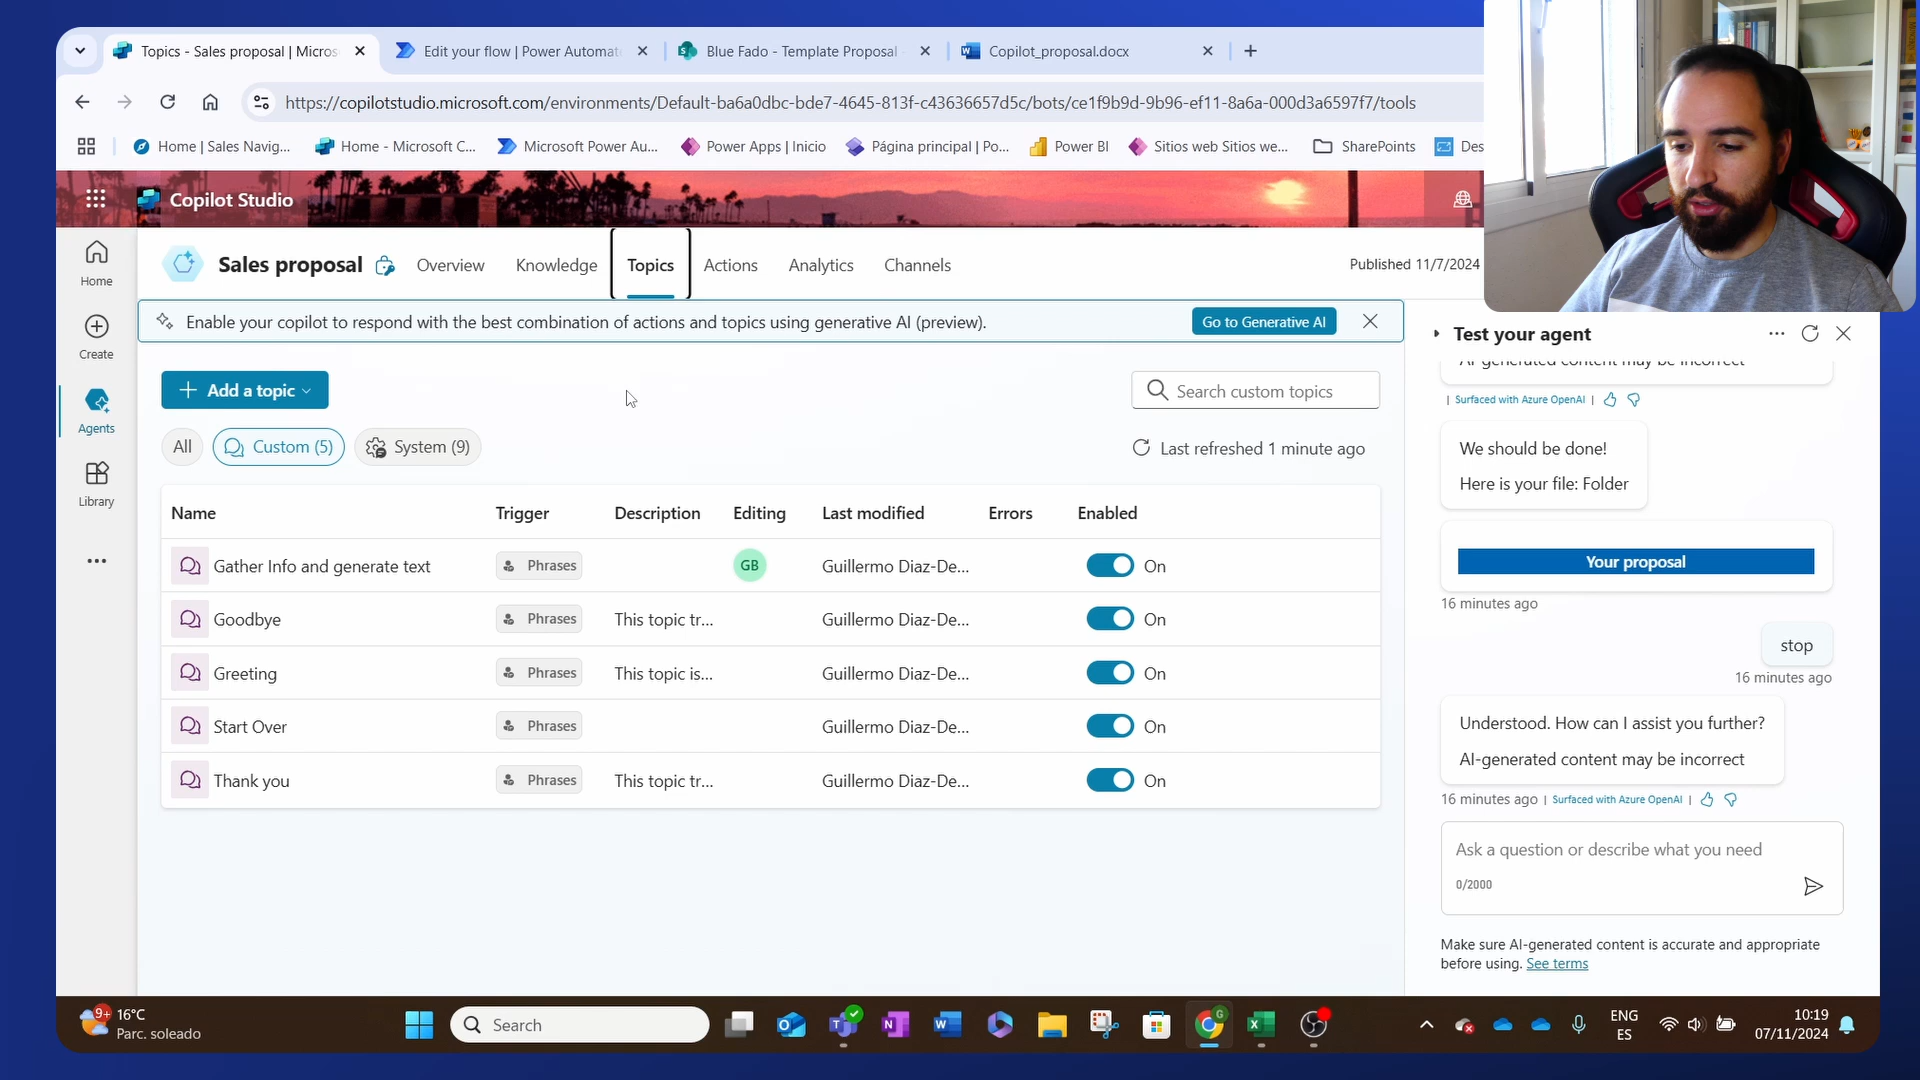 Topics - Sales proposal | Micros
Edit your flow | Power Automat
Blue Fado - Template Proposal
Copilot_proposal.docx
https://copilotstudio.microsoft.com/environments/Default-ba6a0dbc-bde7-4645-813f-c43636657d5c/bots/ce1f9b9d-9b96-ef11-8a6a-000d3a6597f7/tools
Home | Sales Navig...
Home - Microsoft C...
Microsoft Power Au...
Power Apps | Inicio
Página principal | Po...
Power BI
Sitios web Sitios we...
SharePoints
Des
Copilot Studio
Home
Create
Agents
Library
Sales proposal
Overview
Knowledge
Topics
Actions
Analytics
Channels
Published 11/7/2024
Enable your copilot to respond with the best combination of actions and topics using generative AI (preview).
Go to Generative AI
Add a topic
Search custom topics
All
Custom (5)
System (9)
Last refreshed 1 minute ago
Name Trigger Description Editing Last modified Errors Enabled
Gather Info and generate text Phrases GB Guillermo Diaz-De... On
Goodbye Phrases This topic tr... Guillermo Diaz-De... On
Greeting Phrases This topic is... Guillermo Diaz-De... On
Start Over Phrases Guillermo Diaz-De... On
Thank you Phrases This topic tr... Guillermo Diaz-De... On
Test your agent
AI-generated content may be incorrect
| Surfaced with Azure OpenAI |
We should be done!
Here is your file: Folder
Your proposal
16 minutes ago
stop
16 minutes ago
Understood. How can I assist you further?
AI-generated content may be incorrect
16 minutes ago | Surfaced with Azure OpenAI |
Ask a question or describe what you need
0/2000
Make sure AI-generated content is accurate and appropriate
before using. See terms
9+
16°C
Parc. soleado
Search
G
ENG
ES
10:19
07/11/2024